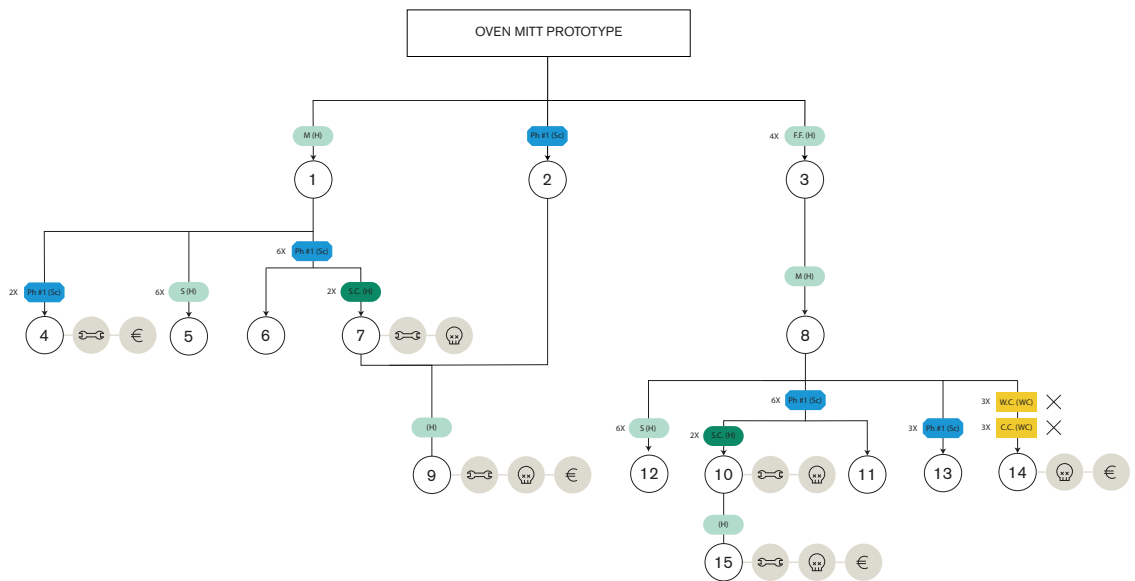 OVEN MITT PROTOTYPE
M (H)
Ph #1 (Sc)
4X F.F. (H)
1
2
3
6X Ph #1 (Sc)
M (H)
2X Ph #1 (Sc)
6X S (H)
2X S.C. (H)
4
€
5
6
7
8
6X Ph #1 (Sc)
3X W.C. (WC)
(H)
6X S (H)
2X S.C. (H)
3X Ph #1 (Sc)
3X C.C. (WC)
9
€
12
10
11
13
14
€
(H)
15
€